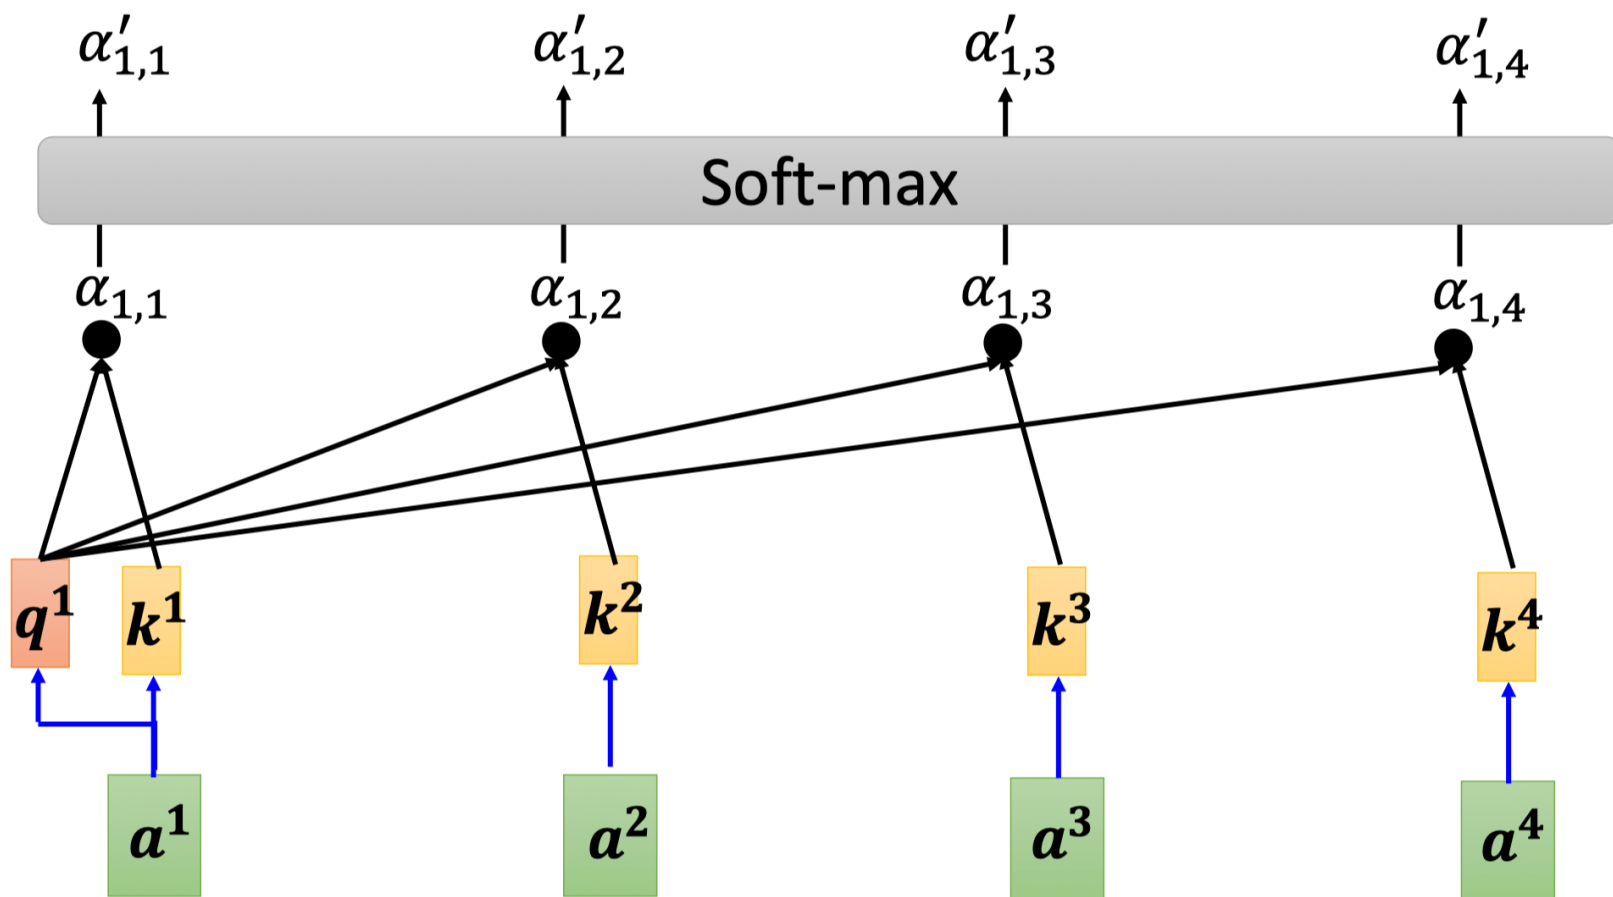 α′1,1 α′1,2 α′1,3 α′1,4
Soft-max
α1,1 α1,2 α1,3 α1,4
q¹ k¹ k² k³ k⁴
a¹ a² a³ a⁴